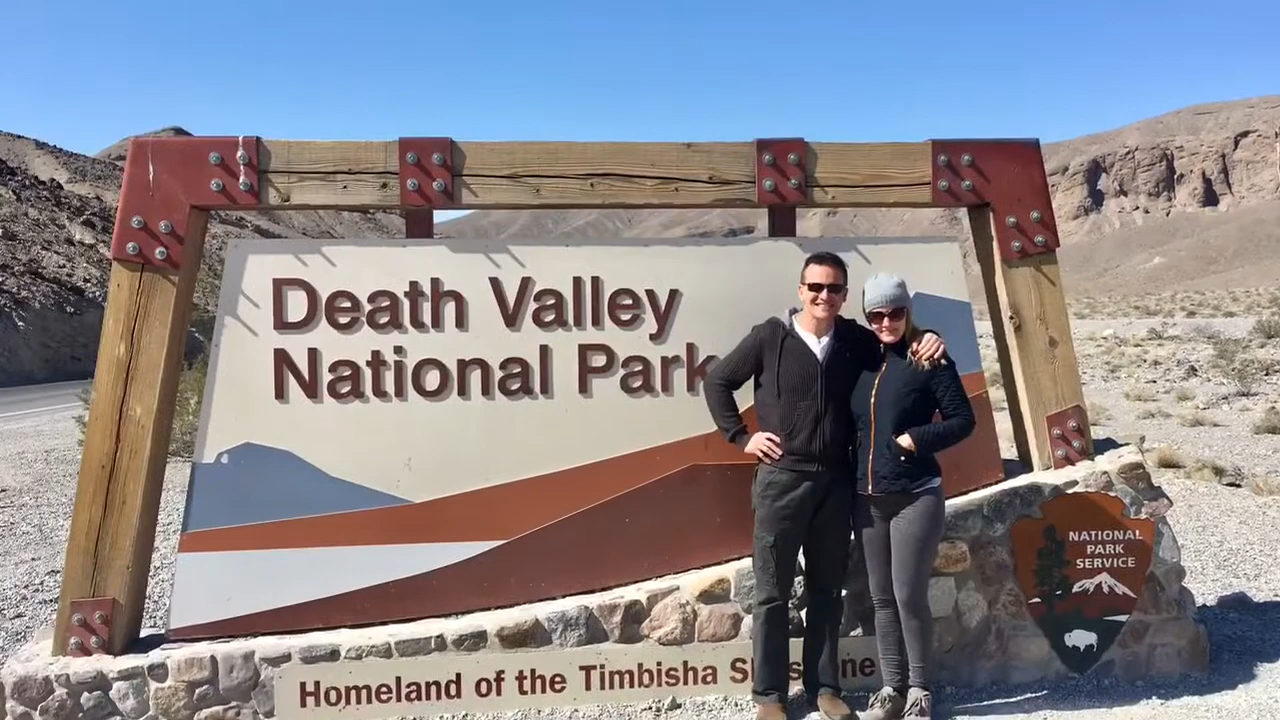 Death Valley
National Park
Homeland of the Timbisha
NATIONAL
PARK
SERVICE